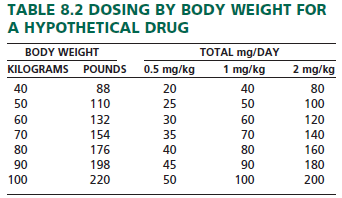 TABLE 8.2 DOSING BY BODY WEIGHT FOR
A HYPOTHETICAL DRUG
BODY WEIGHT TOTAL mg/DAY
KILOGRAMS POUNDS 0.5 mg/kg 1 mg/kg 2 mg/kg
40 88 20 40 80
50 110 25 50 100
60 132 30 60 120
70 154 35 70 140
80 176 40 80 160
90 198 45 90 180
100 220 50 100 200